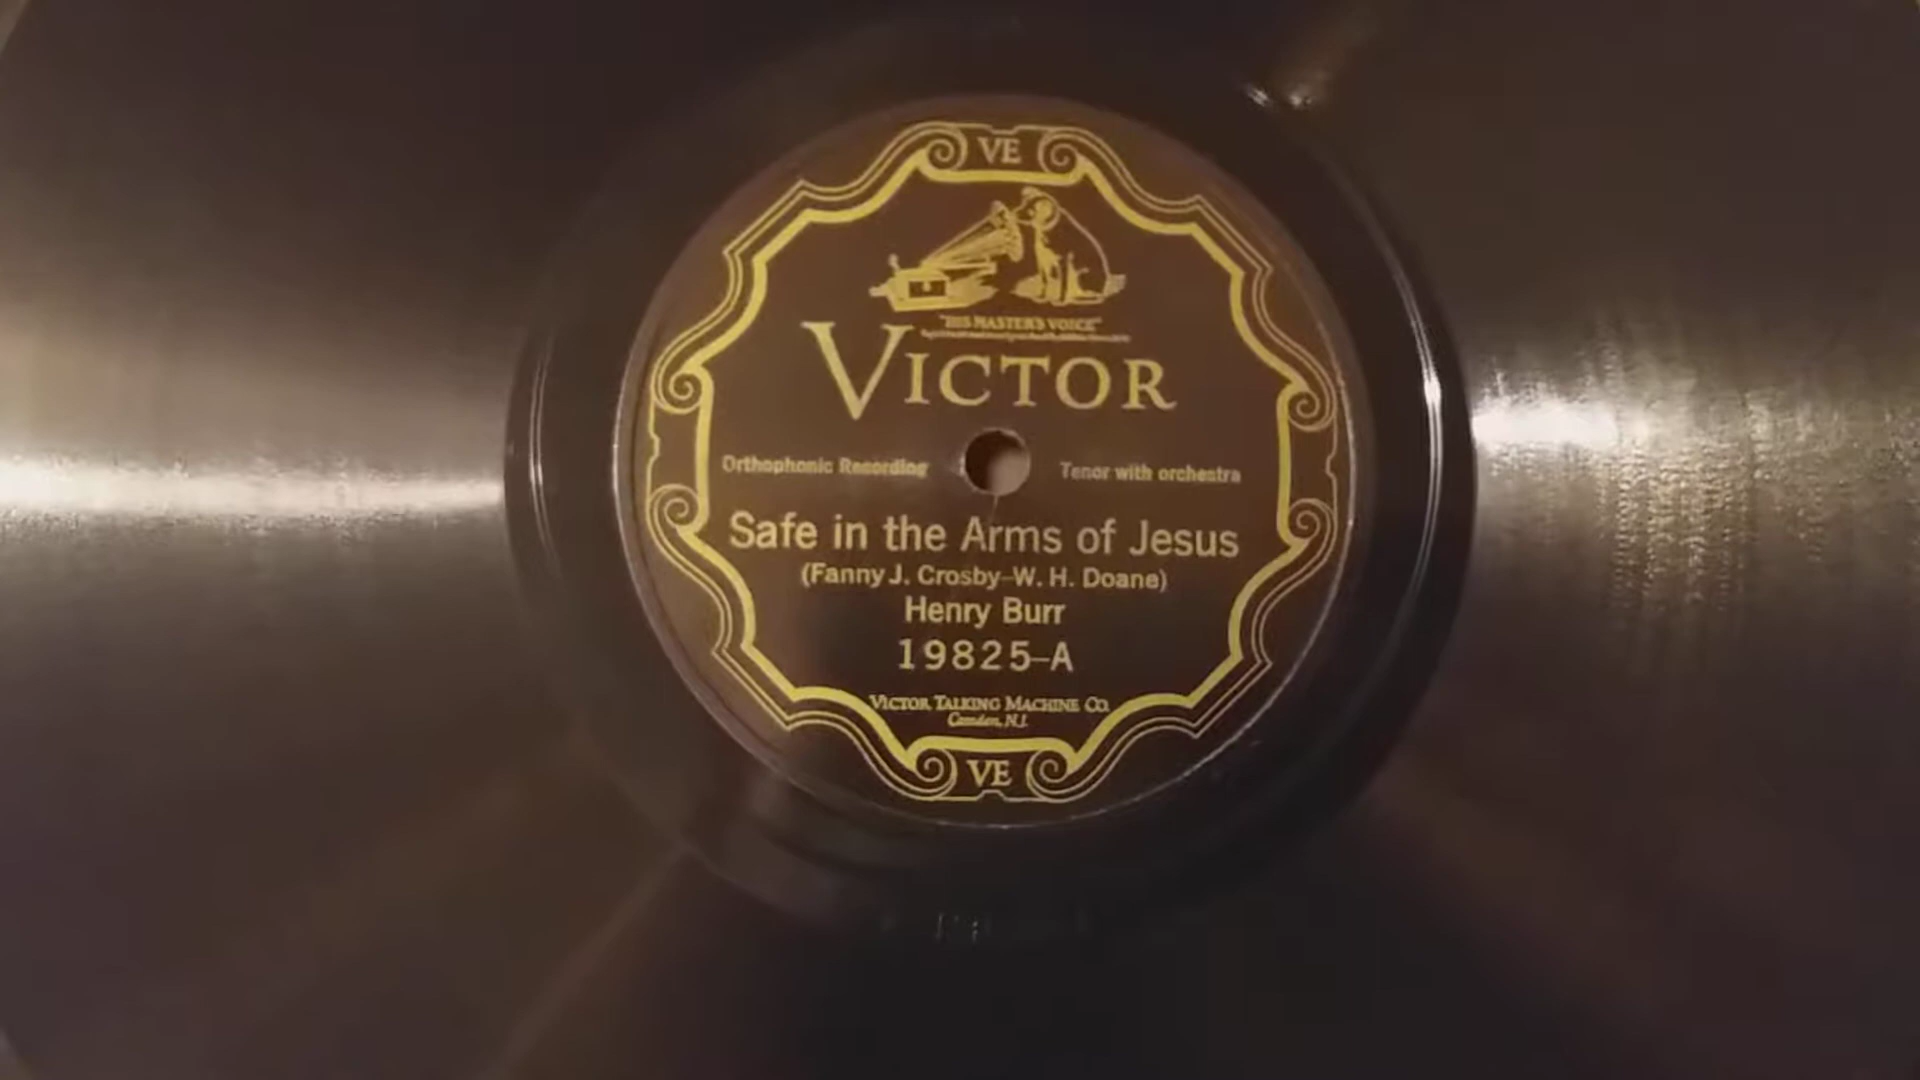 VE
"HIS MASTER'S VOICE"
VICTOR
Orthophonic Recording Tenor with orchestra
Safe in the Arms of Jesus
(Fanny J. Crosby–W. H. Doane)
Henry Burr
19825–A
VICTOR TALKING MACHINE CO.
Camden, N.J.
VE